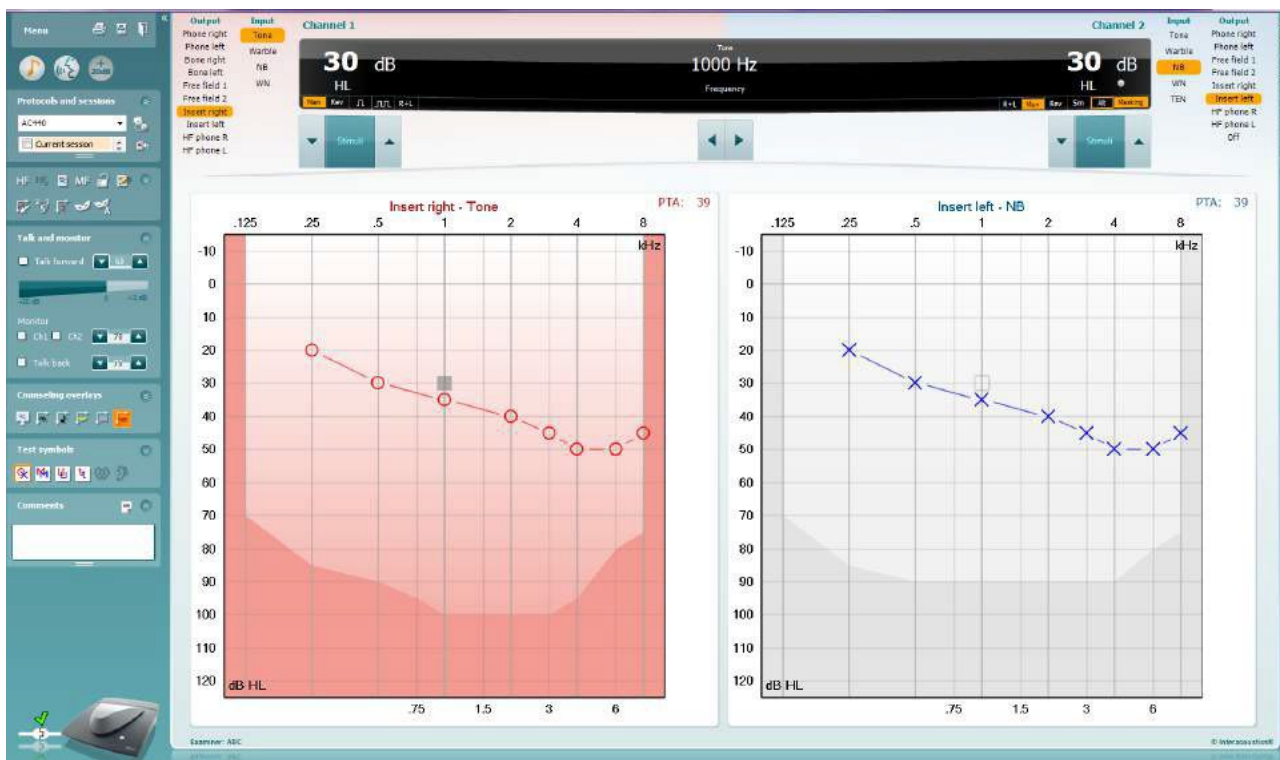 Menu
Protocols and sessions
AC440
Current session
HF
MF
Talk and monitor
Talk forward
Monitor
Ch1
Ch2
Talk back
Counseling overlays
Test symbols
Comments
Output
Phone right
Phone left
Bone right
Bone left
Free field 1
Free field 2
Insert right
Insert left
HF phone R
HF phone L
Input
Tone
Warble
NB
WN
Channel 1
30 dB
HL
Man Rev
R+L
Stimuli
Tone
1000 Hz
Frequency
Channel 2
30 dB
HL
R+L Man Rev Sim Alt Masking
Stimuli
Input
Tone
Warble
NB
WN
TEN
Output
Phone right
Phone left
Free field 1
Free field 2
Insert right
Insert left
HF phone R
HF phone L
Off
Insert right - Tone
PTA: 39
.125 .25 .5 1 2 4 8
kHz
-10
0
10
20
30
40
50
60
70
80
90
100
110
120
dB HL
.75 1.5 3 6
Insert left - NB
PTA: 39
.125 .25 .5 1 2 4 8
kHz
-10
0
10
20
30
40
50
60
70
80
90
100
110
120
dB HL
.75 1.5 3 6
Examiner: ABC
© Interacoustics®